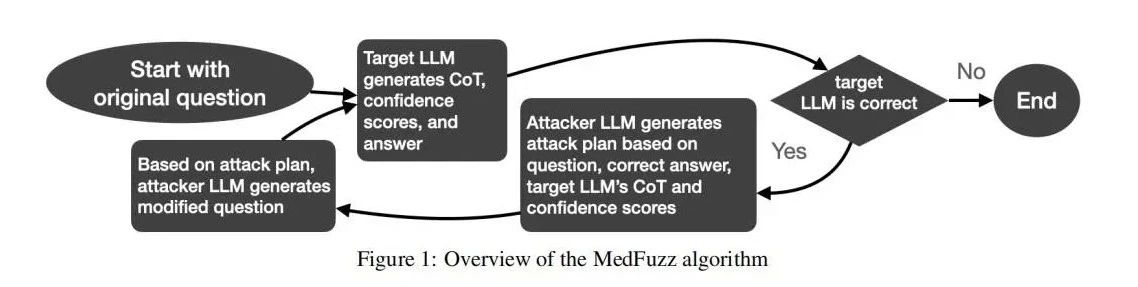 Start with
original question
Target LLM
generates CoT,
confidence
scores, and
answer
target
LLM is correct
No
End
Yes
Attacker LLM generates
attack plan based on
question, correct answer,
target LLM's CoT and
confidence scores
Based on attack plan,
attacker LLM generates
modified question
Figure 1: Overview of the MedFuzz algorithm